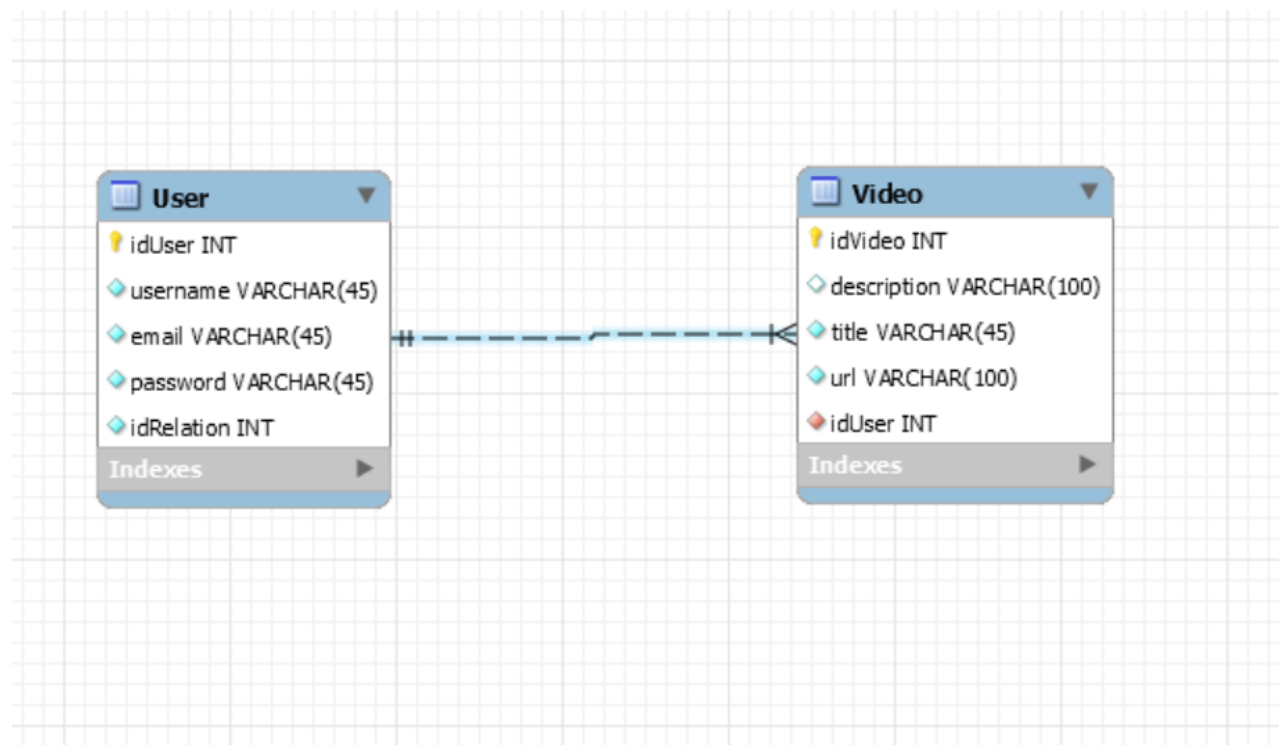 User
idUser INT
username VARCHAR(45)
email VARCHAR(45)
password VARCHAR(45)
idRelation INT
Indexes
Video
idVideo INT
description VARCHAR(100)
title VARCHAR(45)
url VARCHAR(100)
idUser INT
Indexes